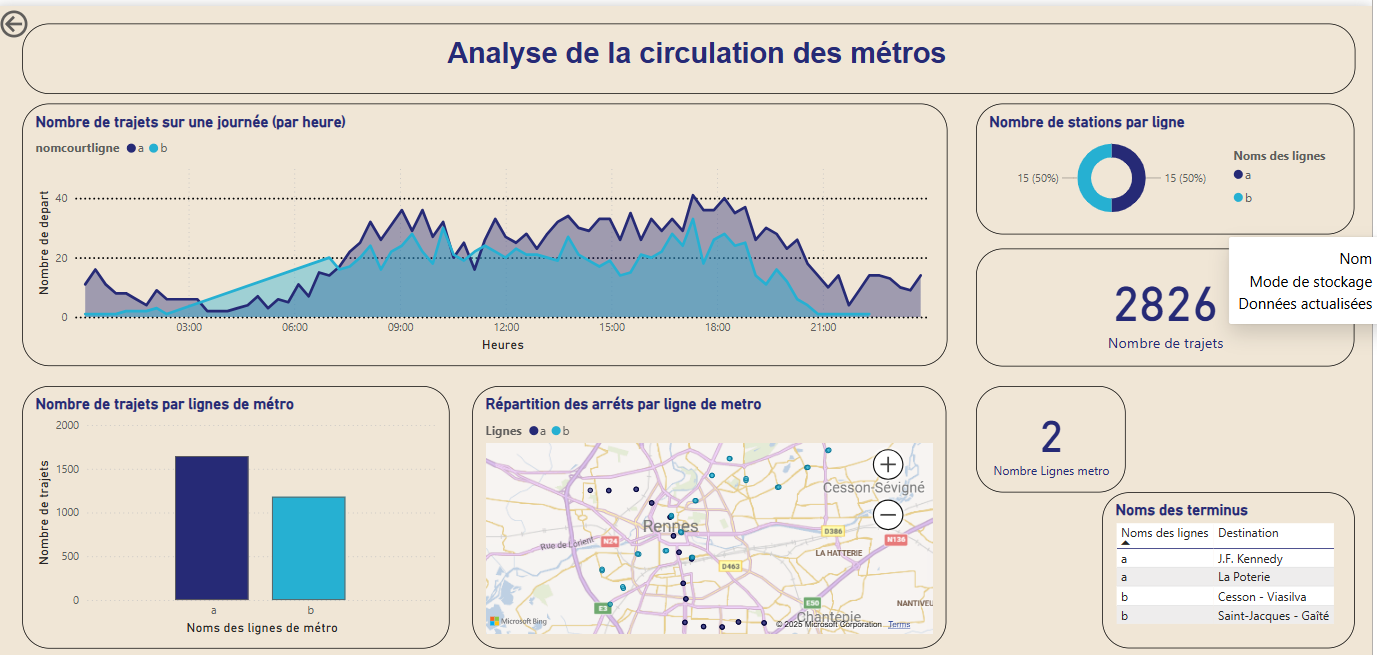 Analyse de la circulation des métros
Nombre de trajets sur une journée (par heure)
nomcourtligne a b
Nombre de depart
40
20
0
03:00 06:00 09:00 12:00 15:00 18:00 21:00
Heures
Nombre de stations par ligne
15 (50%) 15 (50%)
Noms des lignes
a
b
2826
Nombre de trajets
Nom
Mode de stockage
Données actualisées
Nombre de trajets par lignes de métro
Nombre de trajets
2000
1500
1000
500
0
a b
Noms des lignes de métro
Répartition des arréts par ligne de metro
Lignes a b
Cesson-Sévigné
Rennes
D386
Rue de Lorient
N24
N136
LA HATTERIE
D463
E3
E50
NANTIVEU
Chantepie
Microsoft Bing
© 2025 Microsoft Corporation Terms
2
Nombre Lignes metro
Noms des terminus
Noms des lignes Destination
a J.F. Kennedy
a La Poterie
b Cesson - Viasilva
b Saint-Jacques - Gaîté